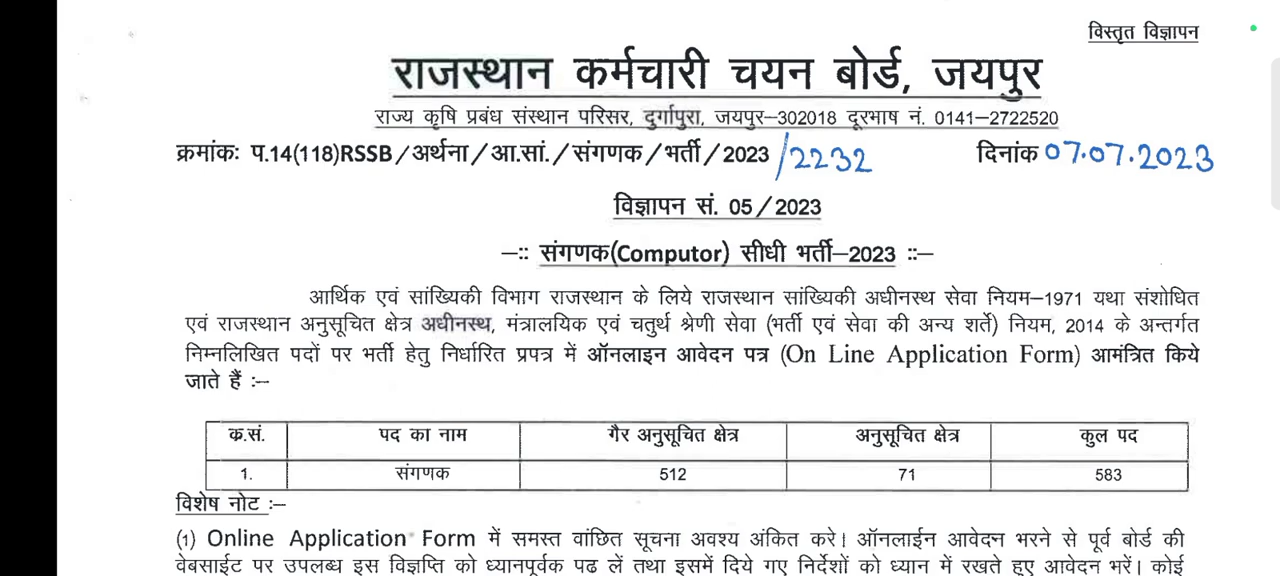 विस्तृत विज्ञापन
राजस्थान कर्मचारी चयन बोर्ड, जयपुर
राज्य कृषि प्रबंध संस्थान परिसर, दुर्गापुरा, जयपुर–302018 दूरभाष नं. 0141–2722520
क्रमांकः प.14(118)RSSB/अर्थना/आ.सां./संगणक/भर्ती/2023/2232 दिनांक 07.07.2023
विज्ञापन सं. 05/2023
–:: संगणक(Computor) सीधी भर्ती–2023 ::–
आर्थिक एवं सांख्यिकी विभाग राजस्थान के लिये राजस्थान सांख्यिकी अधीनस्थ सेवा नियम–1971 यथा संशोधित
एवं राजस्थान अनुसूचित क्षेत्र अधीनस्थ, मंत्रालयिक एवं चतुर्थ श्रेणी सेवा (भर्ती एवं सेवा की अन्य शर्ते) नियम, 2014 के अन्तर्गत
निम्नलिखित पदों पर भर्ती हेतु निर्धारित प्रपत्र में ऑनलाइन आवेदन पत्र (On Line Application Form) आमंत्रित किये
जाते हैं :–
क्र.सं. पद का नाम गैर अनुसूचित क्षेत्र अनुसूचित क्षेत्र कुल पद
1. संगणक 512 71 583
विशेष नोट :–
(1) Online Application Form में समस्त वांछित सूचना अवश्य अंकित करे। ऑनलाईन आवेदन भरने से पूर्व बोर्ड की
वेबसाईट पर उपलब्ध इस विज्ञप्ति को ध्यानपूर्वक पढ लें तथा इसमें दिये गए निर्देशों को ध्यान में रखते हुए आवेदन भरें। कोई